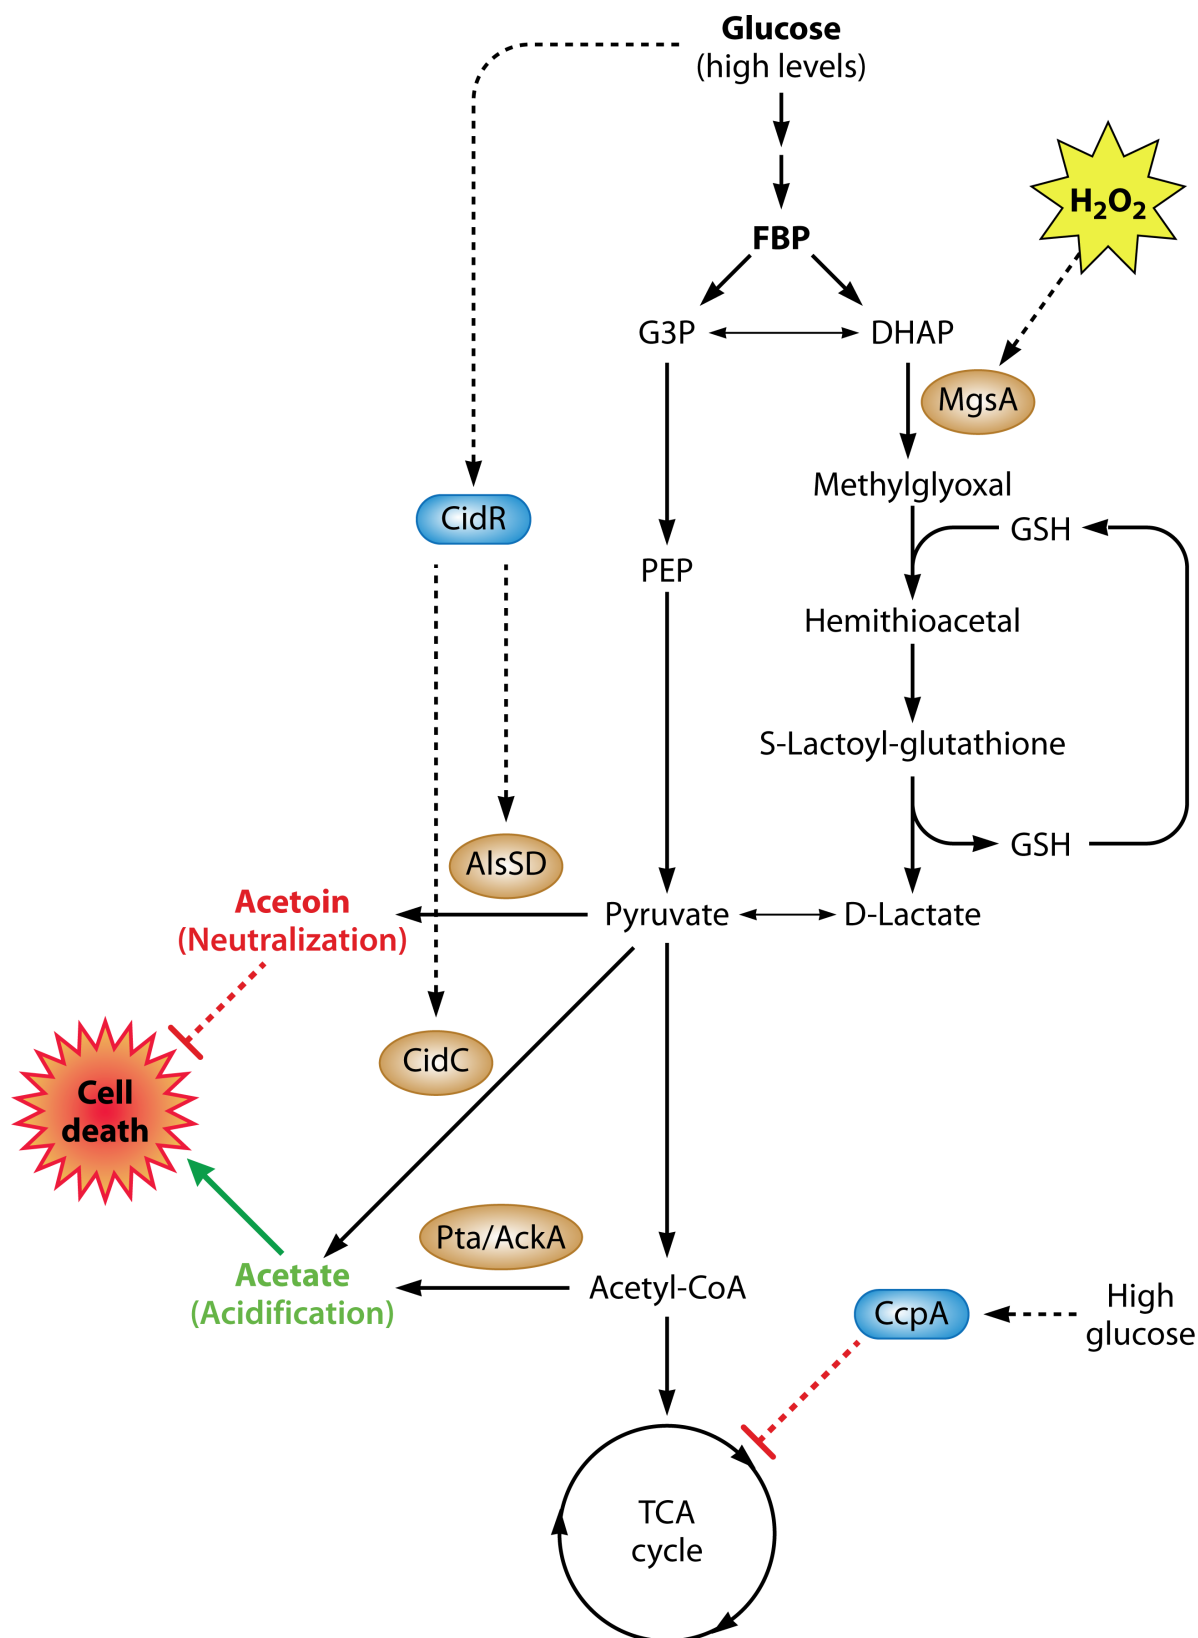 Glucose
(high levels)
H₂O₂
FBP
G3P
DHAP
MgsA
Methylglyoxal
CidR
GSH
PEP
Hemithioacetal
S-Lactoyl-glutathione
GSH
AlsSD
Acetoin
(Neutralization)
Pyruvate
D-Lactate
CidC
Cell
death
Pta/AckA
Acetate
(Acidification)
Acetyl-CoA
CcpA
High
glucose
TCA
cycle